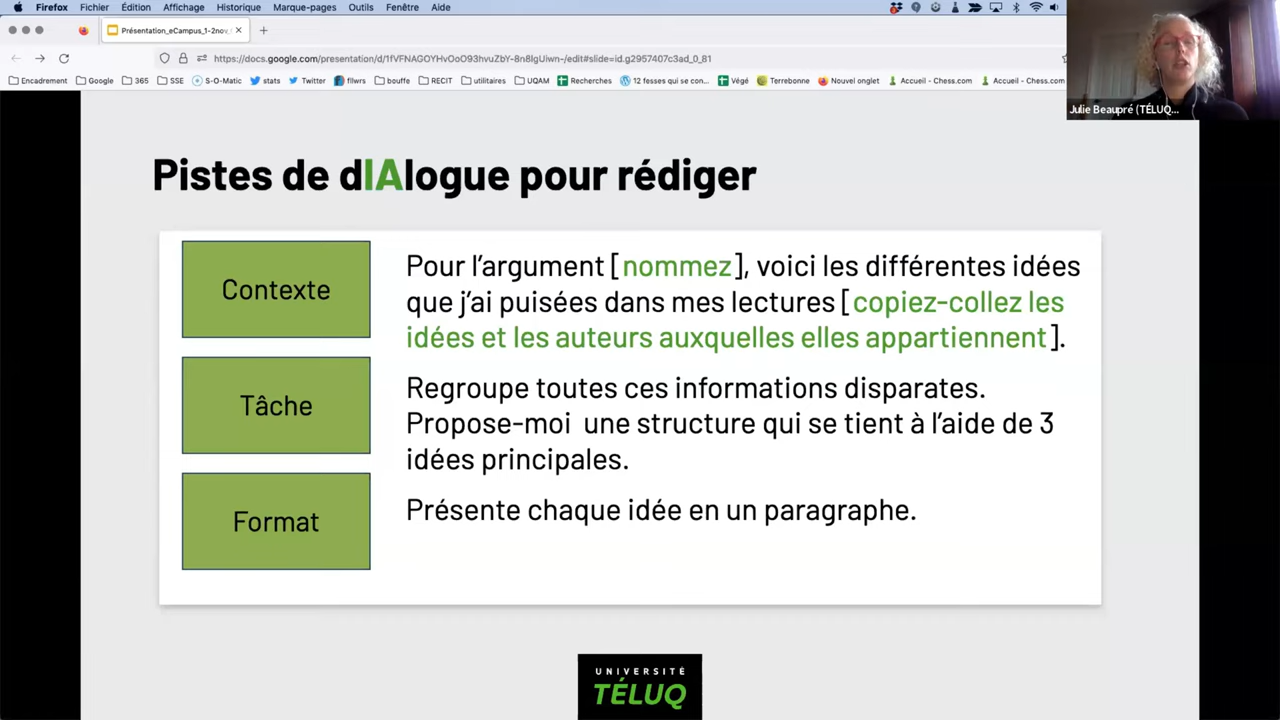 Firefox Fichier Édition Affichage Historique Marque-pages Outils Fenêtre Aide
Présentation_eCampus_1-2nov
https://docs.google.com/presentation/d/1fVFNAGOYHvOoO93hvuZbY-8n8lgUiwn-/edit#slide=id.g2957407c3ad_0_81
Encadrement Google 365 SSE S-O-Matic stats Twitter fllwrs bouffe RECIT utilitaires UQAM Recherches 12 fesses qui se con... Végé Terrebonne Nouvel onglet Accueil - Chess.com Accueil - Chess.com
Julie Beaupré (TÉLUQ...
Pistes de dIAlogue pour rédiger
Contexte
Pour l’argument [nommez], voici les différentes idées
que j’ai puisées dans mes lectures [copiez-collez les
idées et les auteurs auxquelles elles appartiennent].
Tâche
Regroupe toutes ces informations disparates.
Propose-moi une structure qui se tient à l’aide de 3
idées principales.
Format
Présente chaque idée en un paragraphe.
UNIVERSITÉ
TÉLUQ